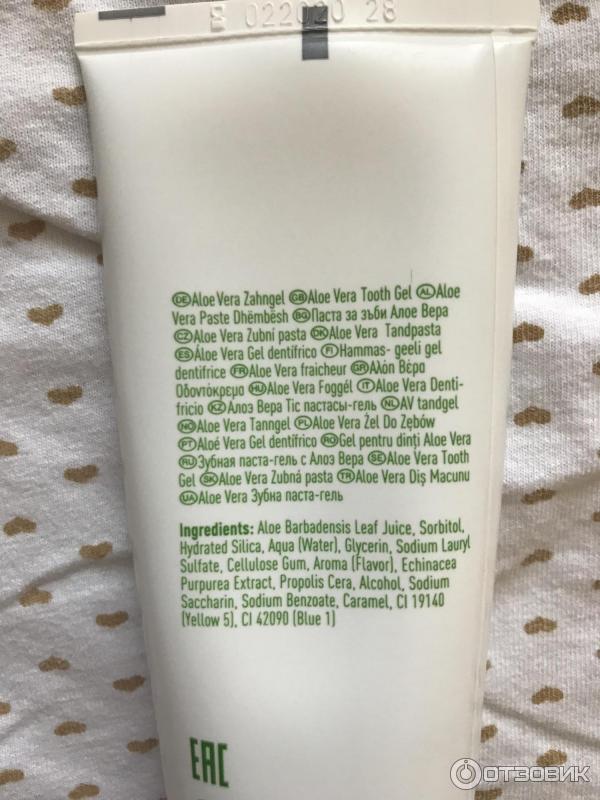 E 022020 28
DE Aloe Vera Zahngel GB Aloe Vera Tooth Gel AL Aloe
Vera Paste Dhëmbësh BG Паста за зъби Алое Вера
CZ Aloe Vera Zubní pasta DK Aloe Vera Tandpasta
ES Áloe Vera Gel dentífrico FI Hammas- geeli gel
dentifrice FR Aloe Vera fraicheur GR Αλόη Βέρα
Οδοντόκρεμα HU Aloe Vera Foggél IT Aloe Vera Denti-
fricio KZ Алоэ Вера Тіс пастасы-гель NL AV tandgel
NO Aloe Vera Tanngel PL Aloe Vera Żel Do Zębów
PT Aloé Vera Gel dentífrico RO Gel pentru dinți Aloe Vera
RU Зубная паста-гель с Алоэ Вера SE Aloe Vera Tooth
Gel SK Aloe Vera Zubná pasta TR Aloe Vera Diş Macunu
UA Aloe Vera Зубна паста-гель
Ingredients: Aloe Barbadensis Leaf Juice, Sorbitol,
Hydrated Silica, Aqua (Water), Glycerin, Sodium Lauryl
Sulfate, Cellulose Gum, Aroma (Flavor), Echinacea
Purpurea Extract, Propolis Cera, Alcohol, Sodium
Saccharin, Sodium Benzoate, Caramel, CI 19140
(Yellow 5), CI 42090 (Blue 1)
EAC
ОТЗОВИК